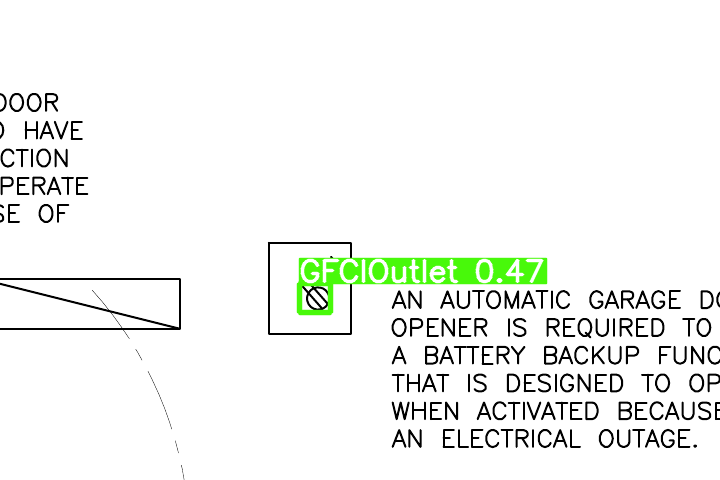 DOOR
HAVE
CTION
PERATE
SE OF
GFCIOutlet 0.47
AN AUTOMATIC GARAGE DO
OPENER IS REQUIRED TO
A BATTERY BACKUP FUNC
THAT IS DESIGNED TO OP
WHEN ACTIVATED BECAUSE
AN ELECTRICAL OUTAGE.